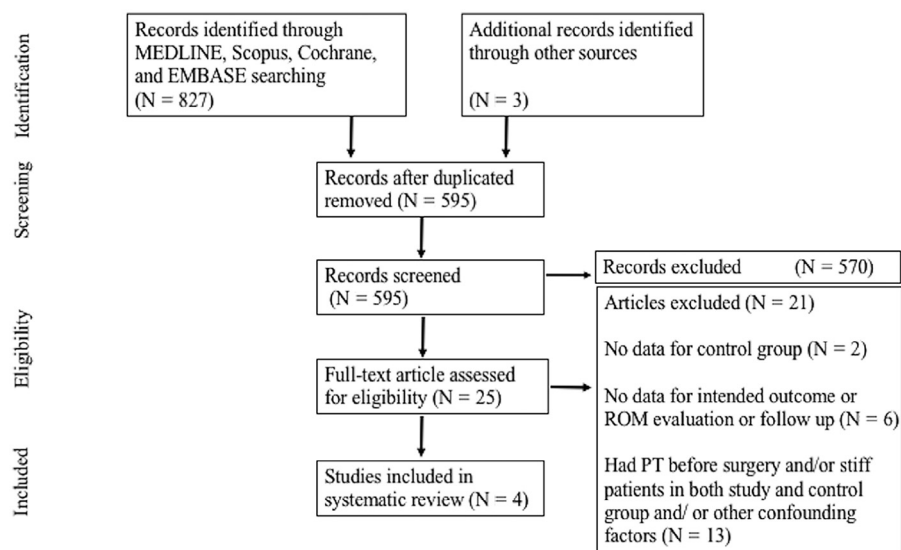 Identification
Records identified through
MEDLINE, Scopus, Cochrane,
and EMBASE searching
(N = 827)
Additional records identified
through other sources
(N = 3)
Screening
Records after duplicated
removed (N = 595)
Records screened
(N = 595)
Records excluded (N = 570)
Eligibility
Full-text article assessed
for eligibility (N = 25)
Articles excluded (N = 21)
No data for control group (N = 2)
No data for intended outcome or
ROM evaluation or follow up (N = 6)
Had PT before surgery and/or stiff
patients in both study and control
group and/ or other confounding
factors (N = 13)
Included
Studies included in
systematic review (N = 4)